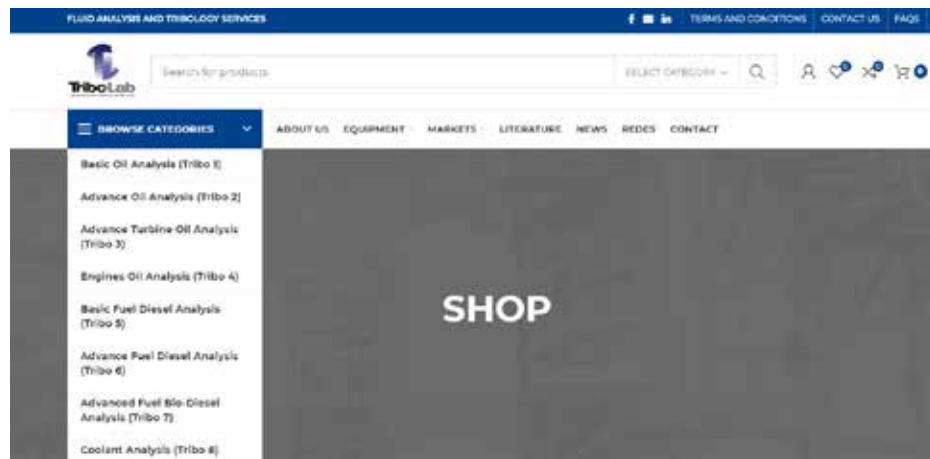 FLUID ANALYSIS AND TRIBOLOGY SERVICES
TERMS AND CONDITIONS CONTACT US FAQS
TriboLab
Search for products
SELECT CATEGORY
0 0 0
BROWSE CATEGORIES
ABOUT US EQUIPMENT MARKETS LITERATURE NEWS REDES CONTACT
Basic Oil Analysis (Tribo 1)
Advance Oil Analysis (Tribo 2)
Advance Turbine Oil Analysis
(Tribo 3)
Engines Oil Analysis (Tribo 4)
Basic Fuel Diesel Analysis
(Tribo 5)
Advance Fuel Diesel Analysis
(Tribo 6)
Advanced Fuel Bio-Diesel
Analysis (Tribo 7)
Coolant Analysis (Tribo 8)
SHOP